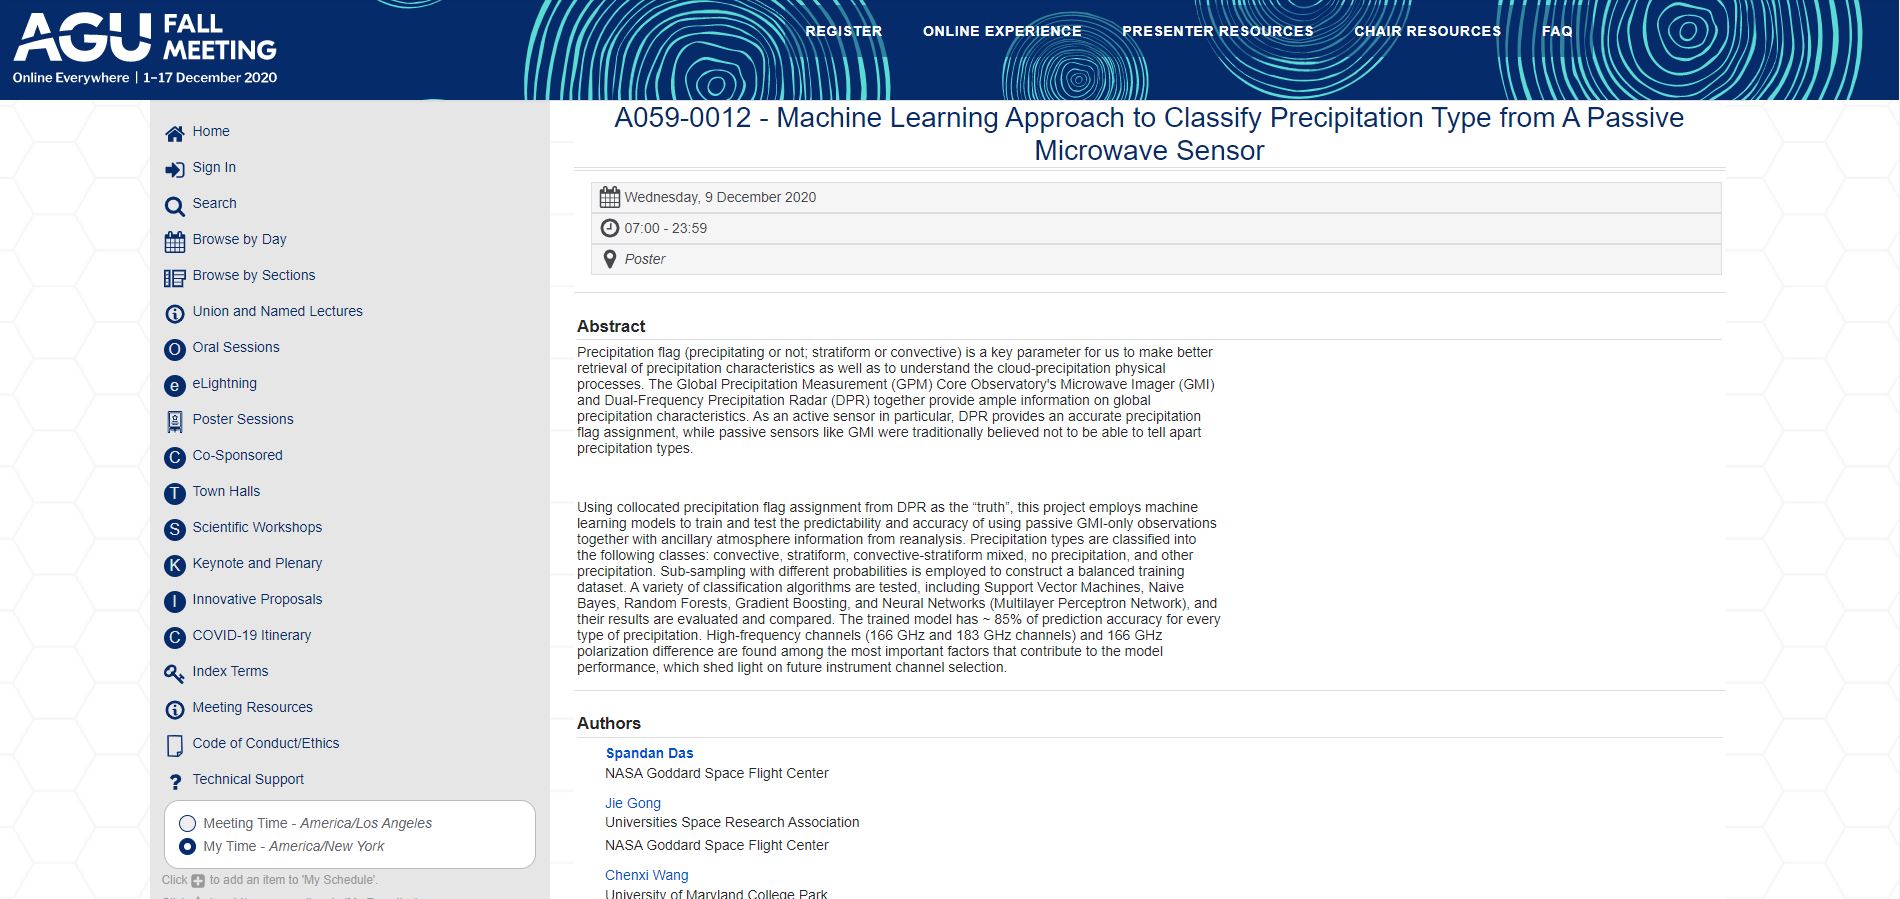 AGU FALL MEETING
Online Everywhere | 1-17 December 2020
REGISTER
ONLINE EXPERIENCE
PRESENTER RESOURCES
CHAIR RESOURCES
FAQ
Home
Sign In
Search
Browse by Day
Browse by Sections
Union and Named Lectures
O Oral Sessions
e eLightning
Poster Sessions
C Co-Sponsored
T Town Halls
S Scientific Workshops
K Keynote and Plenary
I Innovative Proposals
C COVID-19 Itinerary
Index Terms
Meeting Resources
Code of Conduct/Ethics
? Technical Support
Meeting Time - America/Los Angeles
My Time - America/New York
Click + to add an item to 'My Schedule'.
A059-0012 - Machine Learning Approach to Classify Precipitation Type from A Passive
Microwave Sensor
Wednesday, 9 December 2020
07:00 - 23:59
Poster
Abstract
Precipitation flag (precipitating or not; stratiform or convective) is a key parameter for us to make better
retrieval of precipitation characteristics as well as to understand the cloud-precipitation physical
processes. The Global Precipitation Measurement (GPM) Core Observatory's Microwave Imager (GMI)
and Dual-Frequency Precipitation Radar (DPR) together provide ample information on global
precipitation characteristics. As an active sensor in particular, DPR provides an accurate precipitation
flag assignment, while passive sensors like GMI were traditionally believed not to be able to tell apart
precipitation types.
Using collocated precipitation flag assignment from DPR as the “truth”, this project employs machine
learning models to train and test the predictability and accuracy of using passive GMI-only observations
together with ancillary atmosphere information from reanalysis. Precipitation types are classified into
the following classes: convective, stratiform, convective-stratiform mixed, no precipitation, and other
precipitation. Sub-sampling with different probabilities is employed to construct a balanced training
dataset. A variety of classification algorithms are tested, including Support Vector Machines, Naive
Bayes, Random Forests, Gradient Boosting, and Neural Networks (Multilayer Perceptron Network), and
their results are evaluated and compared. The trained model has ~ 85% of prediction accuracy for every
type of precipitation. High-frequency channels (166 GHz and 183 GHz channels) and 166 GHz
polarization difference are found among the most important factors that contribute to the model
performance, which shed light on future instrument channel selection.
Authors
Spandan Das
NASA Goddard Space Flight Center
Jie Gong
Universities Space Research Association
NASA Goddard Space Flight Center
Chenxi Wang
University of Maryland College Park